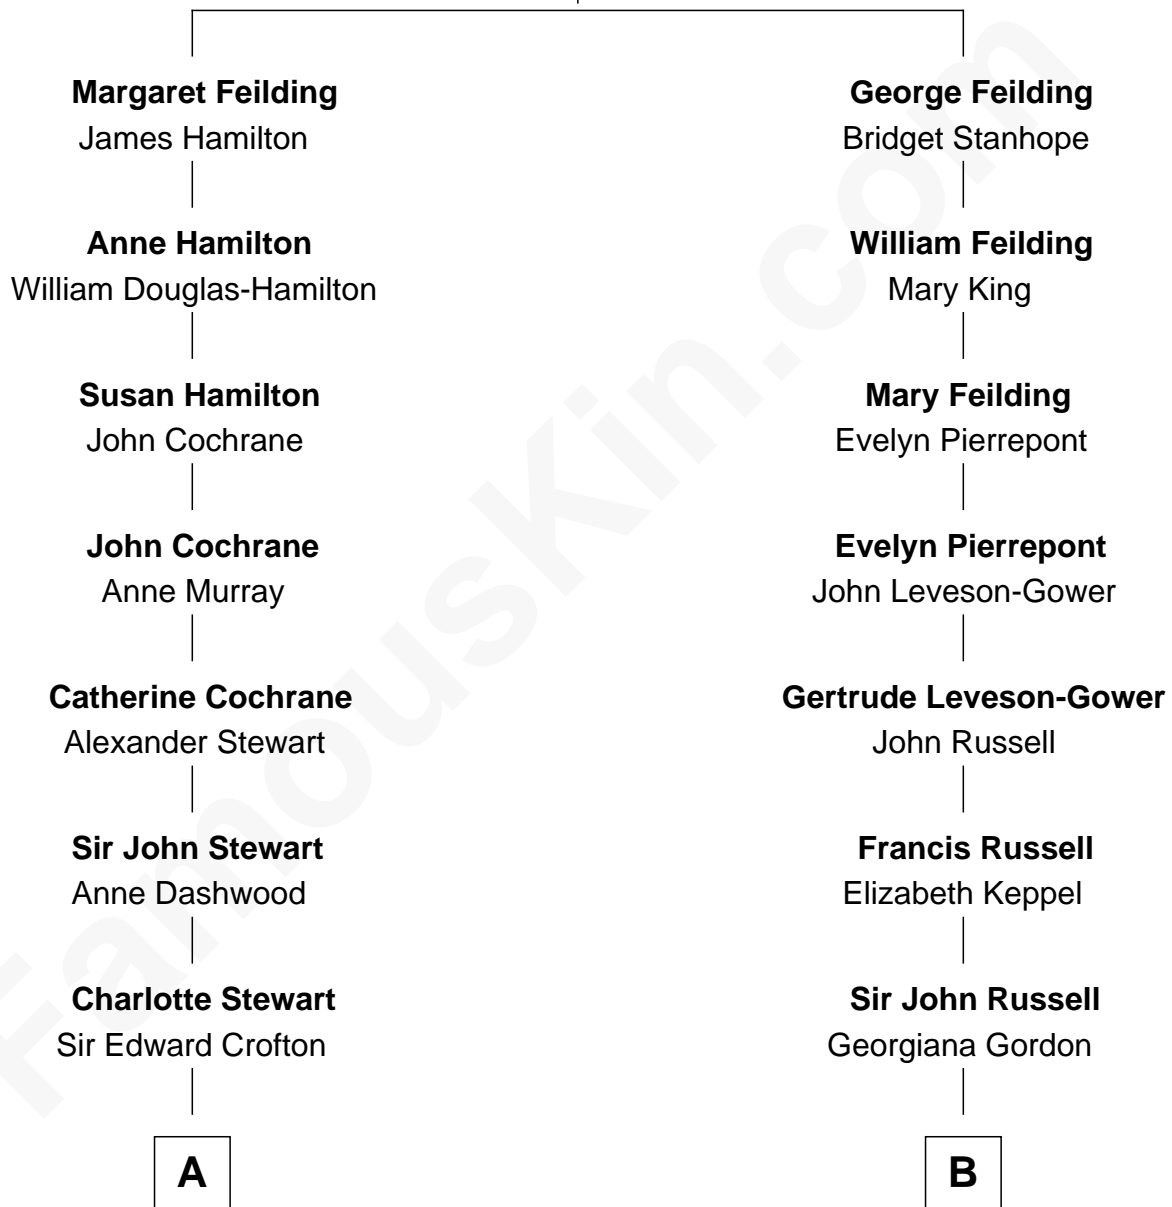 Margaret Feilding
James Hamilton
Anne Hamilton
William Douglas-Hamilton
Susan Hamilton
John Cochrane
John Cochrane
Anne Murray
Catherine Cochrane
Alexander Stewart
Sir John Stewart
Anne Dashwood
Charlotte Stewart
Sir Edward Crofton
A
George Feilding
Bridget Stanhope
William Feilding
Mary King
Mary Feilding
Evelyn Pierrepont
Evelyn Pierrepont
John Leveson-Gower
Gertrude Leveson-Gower
John Russell
Francis Russell
Elizabeth Keppel
Sir John Russell
Georgiana Gordon
B
FamousKin.com